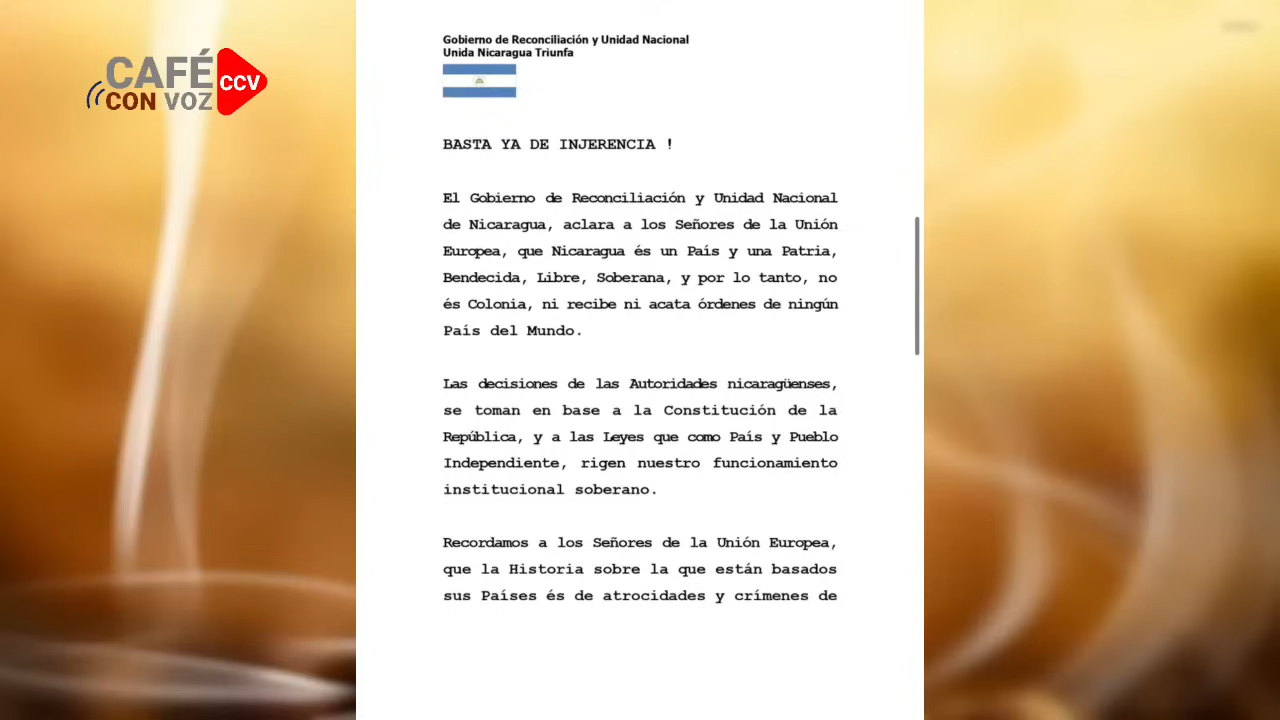 CAFÉ
CON VOZ
CCV
Gobierno de Reconciliación y Unidad Nacional
Unida Nicaragua Triunfa
BASTA YA DE INJERENCIA !
El Gobierno de Reconciliación y Unidad Nacional
de Nicaragua, aclara a los Señores de la Unión
Europea, que Nicaragua és un País y una Patria,
Bendecida, Libre, Soberana, y por lo tanto, no
és Colonia, ni recibe ni acata órdenes de ningún
País del Mundo.
Las decisiones de las Autoridades nicaragüenses,
se toman en base a la Constitución de la
República, y a las Leyes que como País y Pueblo
Independiente, rigen nuestro funcionamiento
institucional soberano.
Recordamos a los Señores de la Unión Europea,
que la Historia sobre la que están basados
sus Países és de atrocidades y crímenes de